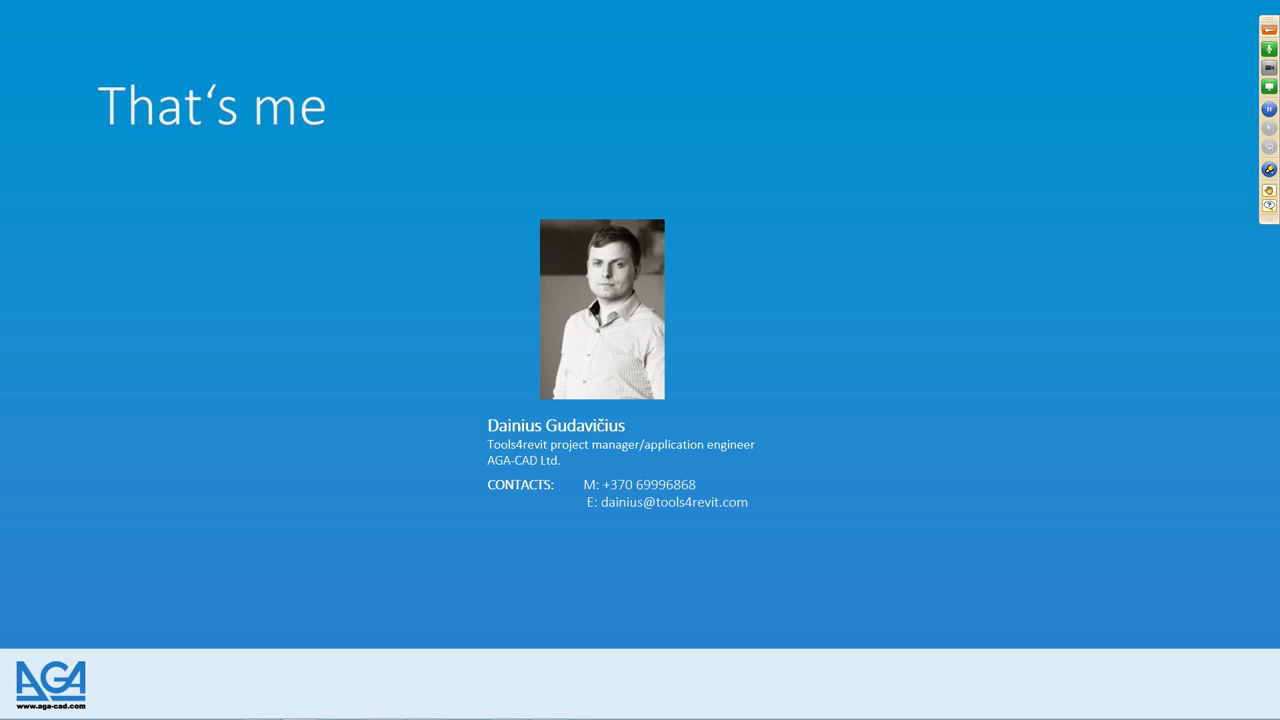 That‘s me
Dainius Gudavičius
Tools4revit project manager/application engineer
AGA-CAD Ltd.
CONTACTS: M: +370 69996868
E: dainius@tools4revit.com
AGA
www.aga-cad.com